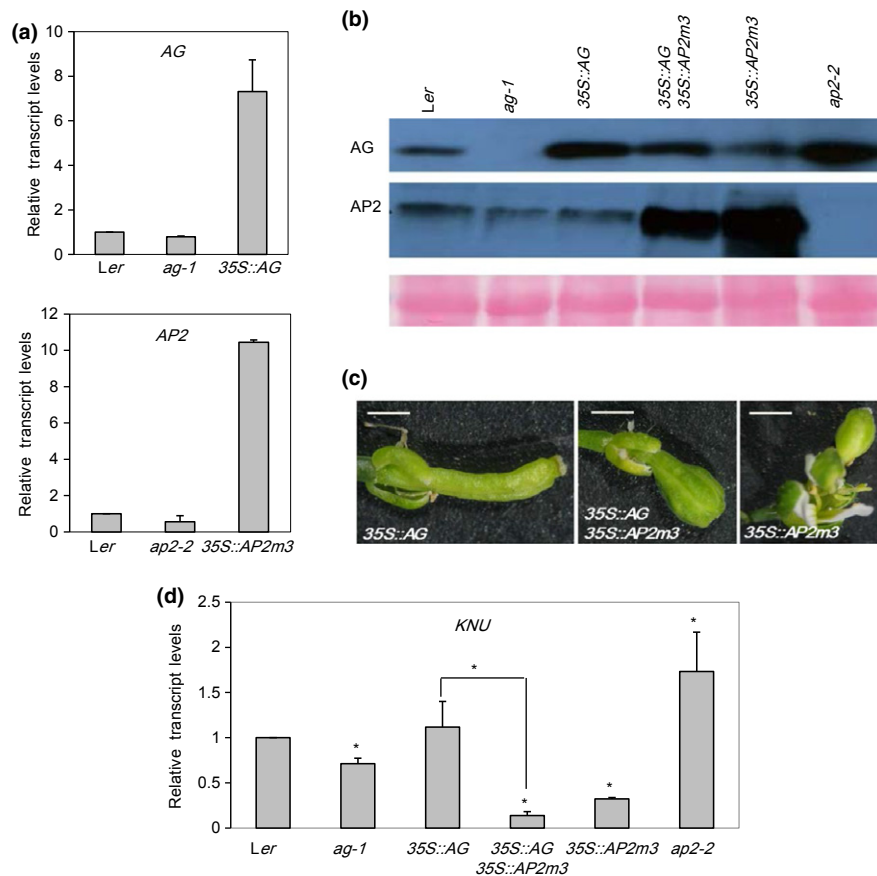 (a)
Relative transcript levels
AG
10
8
6
4
2
0
Ler
ag-1
35S::AG
Relative transcript levels
AP2
12
10
8
6
4
2
0
Ler
ap2-2
35S::AP2m3
(b)
Ler
ag-1
35S::AG
35S::AG
35S::AP2m3
35S::AP2m3
ap2-2
AG
AP2
(c)
35S::AG
35S::AG
35S::AP2m3
35S::AP2m3
(d)
Relative transcript levels
KNU
2.5
2
1.5
1
0.5
0
*
*
*
*
*
Ler
ag-1
35S::AG
35S::AG
35S::AP2m3
35S::AP2m3
ap2-2